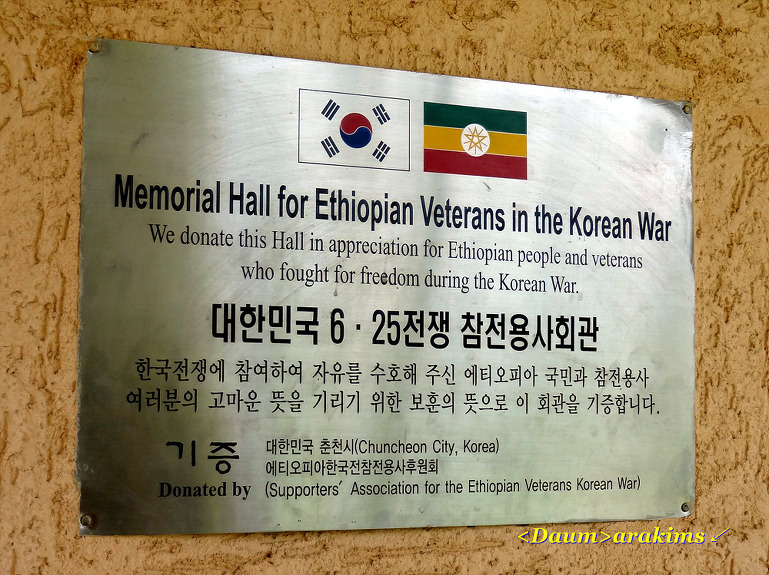 Memorial Hall for Ethiopian Veterans in the Korean War
We donate this Hall in appreciation for Ethiopian people and veterans
who fought for freedom during the Korean War.
대한민국 6 · 25전쟁 참전용사회관
한국전쟁에 참여하여 자유를 수호해 주신 에티오피아 국민과 참전용사
여러분의 고마운 뜻을 기리기 위한 보훈의 뜻으로 이 회관을 기증합니다.
기증 대한민국 춘천시(Chuncheon City, Korea)
에티오피아한국전참전용사후원회
Donated by (Supporters' Association for the Ethiopian Veterans Korean War)
<Daum>arakims